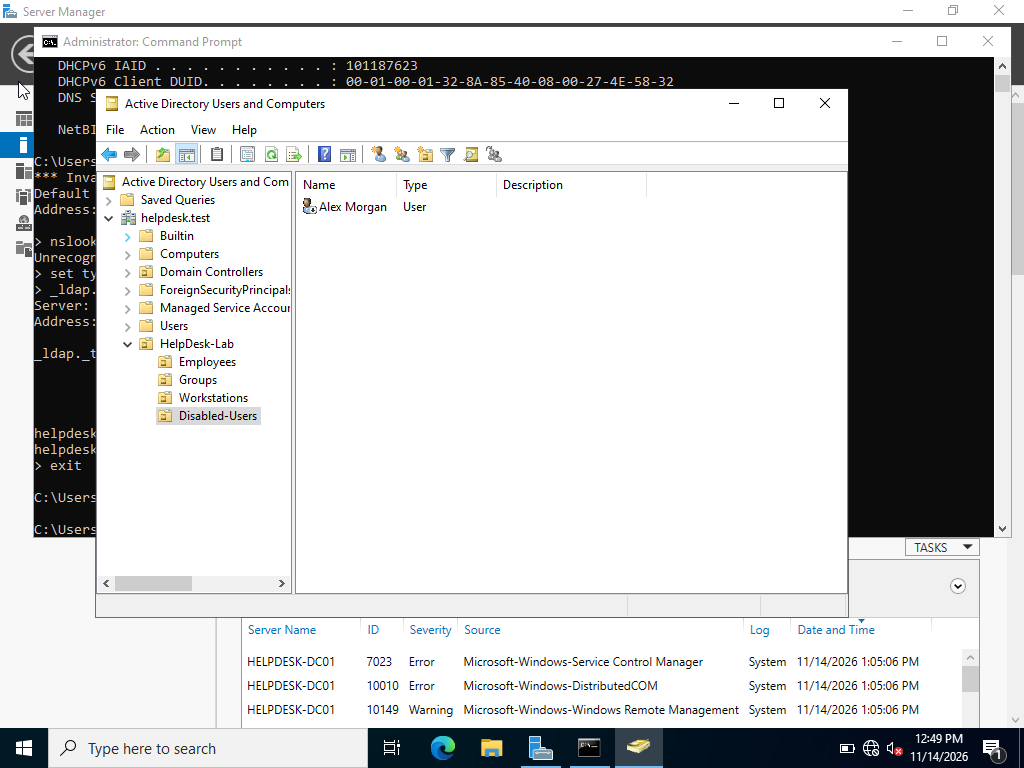 Server Manager
Administrator: Command Prompt
DHCPv6 IAID . . . . . . . . . . . : 101187623
DHCPv6 Client DUID. . . . . . . . : 00-01-00-01-32-8A-85-40-08-00-27-4E-58-32
DNS S
NetBI
C:\Users
*** Inva
Default
Address:
> nslook
Unrecogn
> set ty
> _ldap.
Server:
Address:
_ldap._t
helpdesk
helpdesk
> exit
C:\Users
C:\Users
Active Directory Users and Computers
File Action View Help
Active Directory Users and Com
Saved Queries
helpdesk.test
Builtin
Computers
Domain Controllers
ForeignSecurityPrincipals
Managed Service Accour
Users
HelpDesk-Lab
Employees
Groups
Workstations
Disabled-Users
Name Type Description
Alex Morgan User
TASKS
Server Name ID Severity Source Log Date and Time
HELPDESK-DC01 7023 Error Microsoft-Windows-Service Control Manager System 11/14/2026 1:05:06 PM
HELPDESK-DC01 10010 Error Microsoft-Windows-DistributedCOM System 11/14/2026 1:05:06 PM
HELPDESK-DC01 10149 Warning Microsoft-Windows-Windows Remote Management System 11/14/2026 1:05:06 PM
Type here to search
12:49 PM
11/14/2026
1